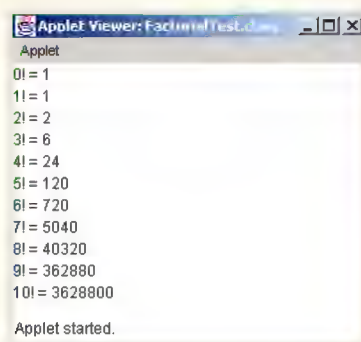 Applet Viewer: FactorialTest.class
Applet
0! = 1
1! = 1
2! = 2
3! = 6
4! = 24
5! = 120
6! = 720
7! = 5040
8! = 40320
9! = 362880
10! = 3628800
Applet started.